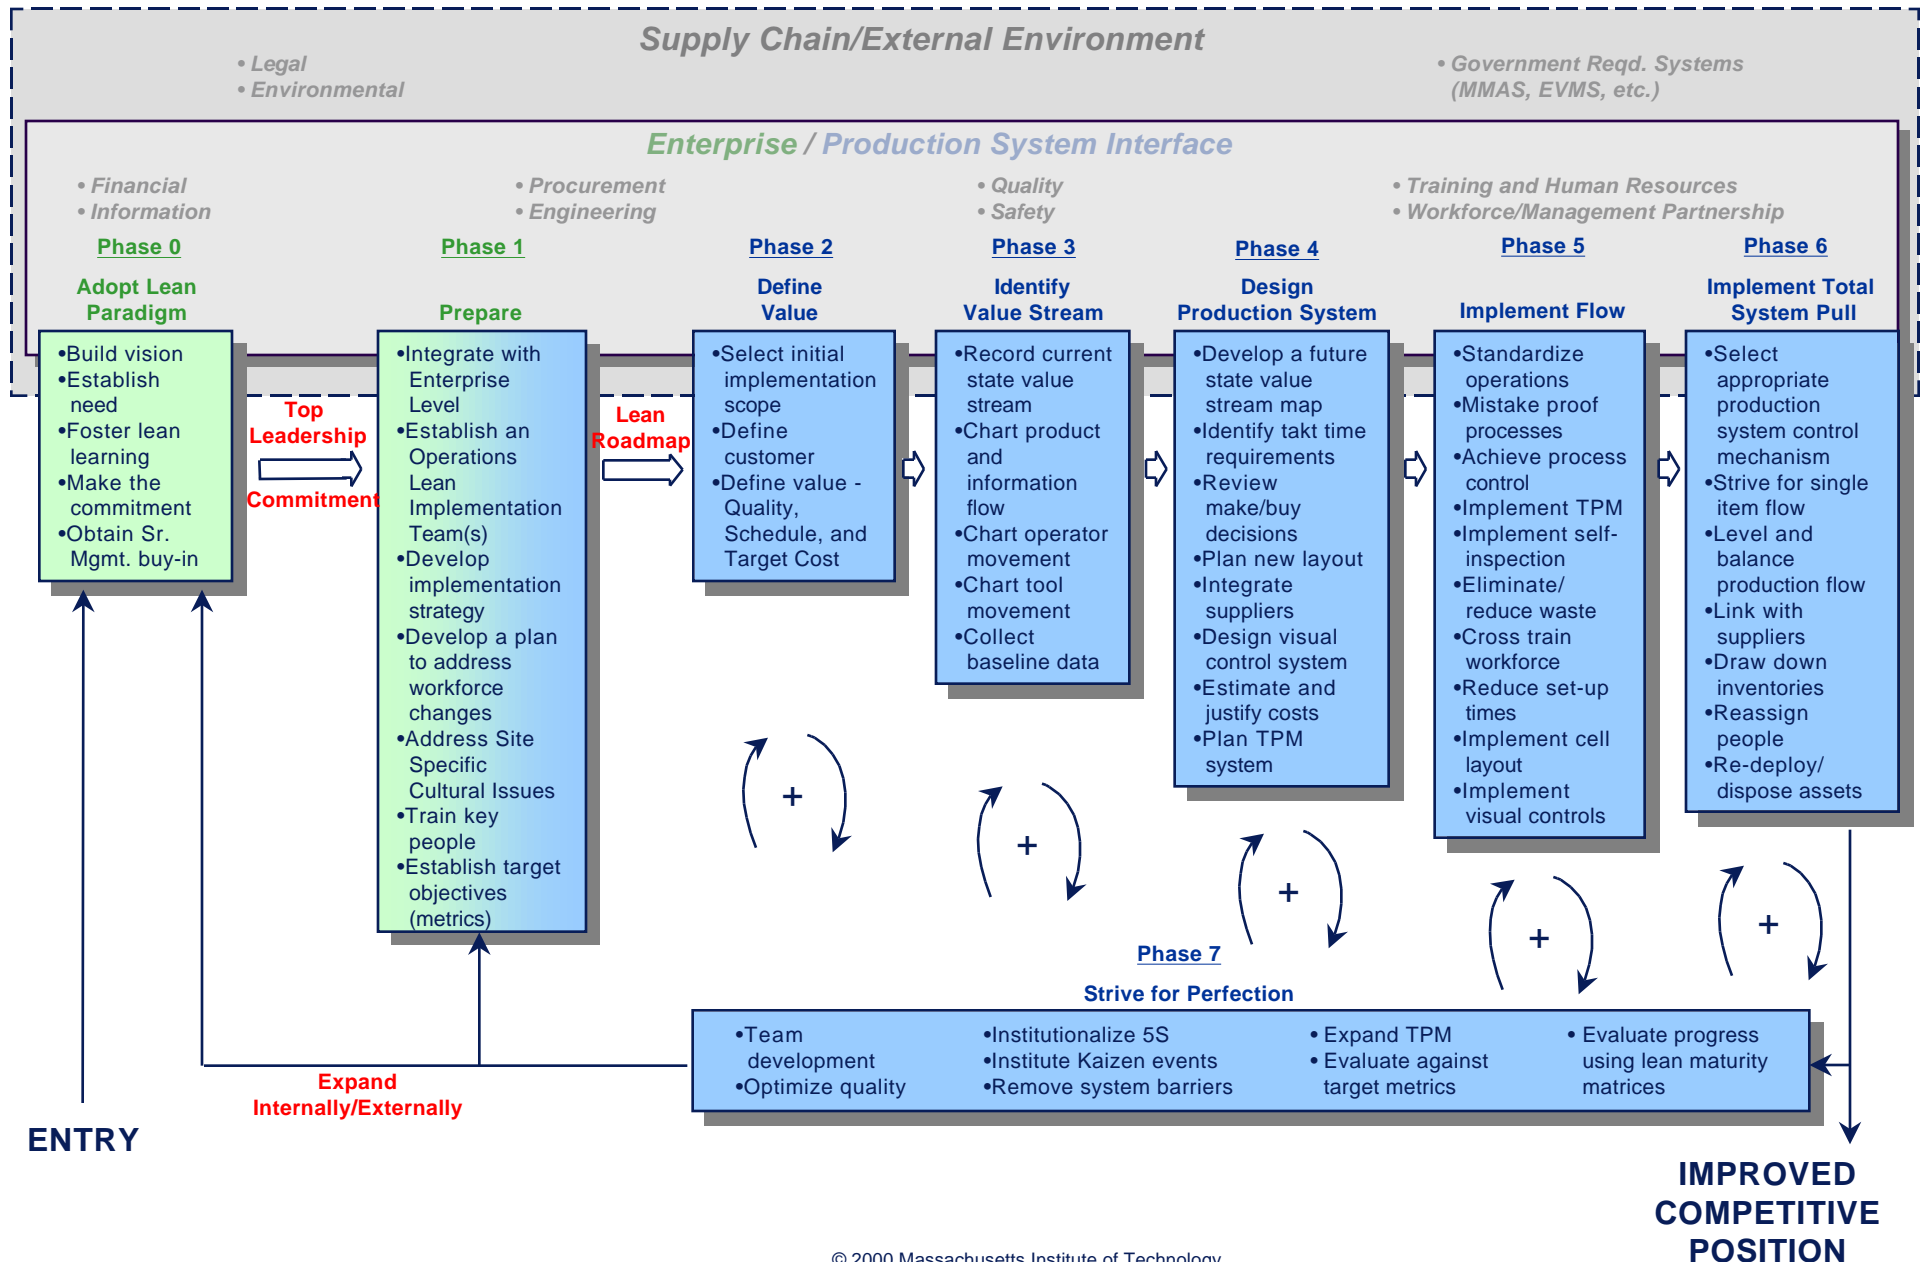 Supply Chain/External Environment
• Legal
• Environmental
• Government Reqd. Systems
(MMAS, EVMS, etc.)
Enterprise / Production System Interface
• Financial
• Information
• Procurement
• Engineering
• Quality
• Safety
• Training and Human Resources
• Workforce/Management Partnership
Phase 0
Adopt Lean
Paradigm
•Build vision
•Establish
need
•Foster lean
learning
•Make the
commitment
•Obtain Sr.
Mgmt. buy-in
Top
Leadership
Commitment
Phase 1
Prepare
•Integrate with
Enterprise
Level
•Establish an
Operations
Lean
Implementation
Team(s)
•Develop
implementation
strategy
•Develop a plan
to address
workforce
changes
•Address Site
Specific
Cultural Issues
•Train key
people
•Establish target
objectives
(metrics)
Lean
Roadmap
Phase 2
Define
Value
•Select initial
implementation
scope
•Define
customer
•Define value -
Quality,
Schedule, and
Target Cost
+
Phase 3
Identify
Value Stream
•Record current
state value
stream
•Chart product
and
information
flow
•Chart operator
movement
•Chart tool
movement
•Collect
baseline data
+
Phase 4
Design
Production System
•Develop a future
state value
stream map
•Identify takt time
requirements
•Review
make/buy
decisions
•Plan new layout
•Integrate
suppliers
•Design visual
control system
•Estimate and
justify costs
•Plan TPM
system
+
Phase 5
Implement Flow
•Standardize
operations
•Mistake proof
processes
•Achieve process
control
•Implement TPM
•Implement self-
inspection
•Eliminate/
reduce waste
•Cross train
workforce
•Reduce set-up
times
•Implement cell
layout
•Implement
visual controls
+
Phase 6
Implement Total
System Pull
•Select
appropriate
production
system control
mechanism
•Strive for single
item flow
•Level and
balance
production flow
•Link with
suppliers
•Draw down
inventories
•Reassign
people
•Re-deploy/
dispose assets
+
Phase 7
Strive for Perfection
•Team
development
•Optimize quality
•Institutionalize 5S
•Institute Kaizen events
•Remove system barriers
• Expand TPM
• Evaluate against
target metrics
• Evaluate progress
using lean maturity
matrices
Expand
Internally/Externally
ENTRY
IMPROVED
COMPETITIVE
POSITION
© 2000 Massachusetts Institute of Technology